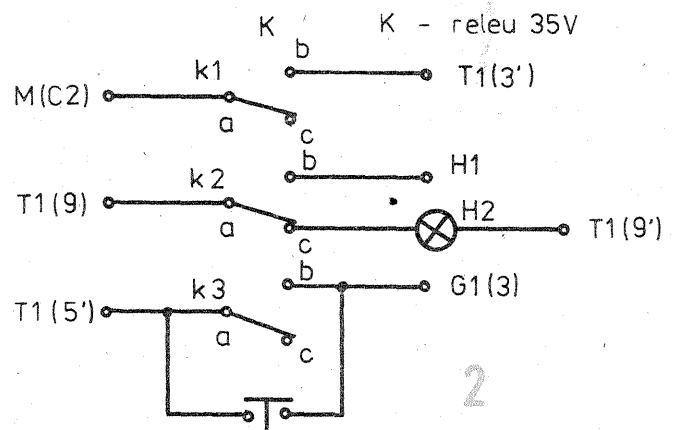 K K - releu 35V
b
k1 T1(3')
M(C2)
a
c
b H1
k2 H2
T1(9)
a T1(9')
c
b
k3 G1(3)
T1(5')
a
c
2